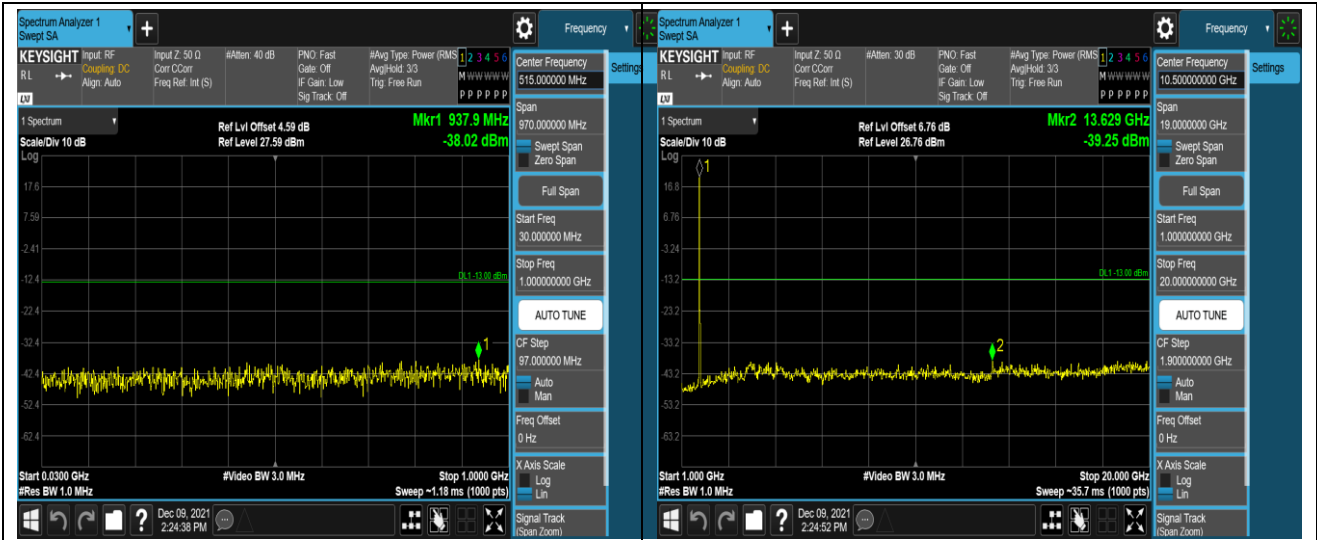 Spectrum Analyzer 1
Swept SA
+
Frequency
KEYSIGHT
Input: RF
Input Z: 50 Ω
#Atten: 40 dB
PNO: Fast
#Avg Type: Power (RMS
1 2 3 4 5 6
RL
Coupling: DC
Corr CCorr
Gate: Off
Avg|Hold: 3/3
M W W W W W
Align: Auto
Freq Ref: Int (S)
IF Gain: Low
Trig: Free Run
Sig Track: Off
P P P P P P
LXI
Center Frequency
515.000000 MHz
Settings
1 Spectrum
Ref Lvl Offset 4.59 dB
Mkr1 937.9 MHz
Scale/Div 10 dB
Ref Level 27.59 dBm
-38.02 dBm
Log
17.6
7.59
-2.41
-12.4
-22.4
-32.4
-42.4
-52.4
-62.4
DL1 -13.00 dBm
1
Start 0.0300 GHz
#Video BW 3.0 MHz
Stop 1.0000 GHz
#Res BW 1.0 MHz
Sweep ~1.18 ms (1000 pts)
Span
970.000000 MHz
Swept Span
Zero Span
Full Span
Start Freq
30.000000 MHz
Stop Freq
1.000000000 GHz
AUTO TUNE
CF Step
97.000000 MHz
Auto
Man
Freq Offset
0 Hz
X Axis Scale
Log
Lin
Signal Track
(Span Zoom)
?
Dec 09, 2021
2:24:38 PM
Spectrum Analyzer 1
Swept SA
+
Frequency
KEYSIGHT
Input: RF
Input Z: 50 Ω
#Atten: 30 dB
PNO: Fast
#Avg Type: Power (RMS
1 2 3 4 5 6
RL
Coupling: DC
Corr CCorr
Gate: Off
Avg|Hold: 3/3
M W W W W W
Align: Auto
Freq Ref: Int (S)
IF Gain: Low
Trig: Free Run
Sig Track: Off
P P P P P P
LXI
Center Frequency
10.500000000 GHz
Settings
1 Spectrum
Ref Lvl Offset 6.76 dB
Mkr2 13.629 GHz
Scale/Div 10 dB
Ref Level 26.76 dBm
-39.25 dBm
Log
1
16.8
6.76
-3.24
-13.2
-23.2
-33.2
-43.2
-53.2
-63.2
DL1 -13.00 dBm
2
Start 1.000 GHz
#Video BW 3.0 MHz
Stop 20.000 GHz
#Res BW 1.0 MHz
Sweep ~35.7 ms (1000 pts)
Span
19.0000000 GHz
Swept Span
Zero Span
Full Span
Start Freq
1.000000000 GHz
Stop Freq
20.000000000 GHz
AUTO TUNE
CF Step
1.900000000 GHz
Auto
Man
Freq Offset
0 Hz
X Axis Scale
Log
Lin
Signal Track
(Span Zoom)
?
Dec 09, 2021
2:24:52 PM